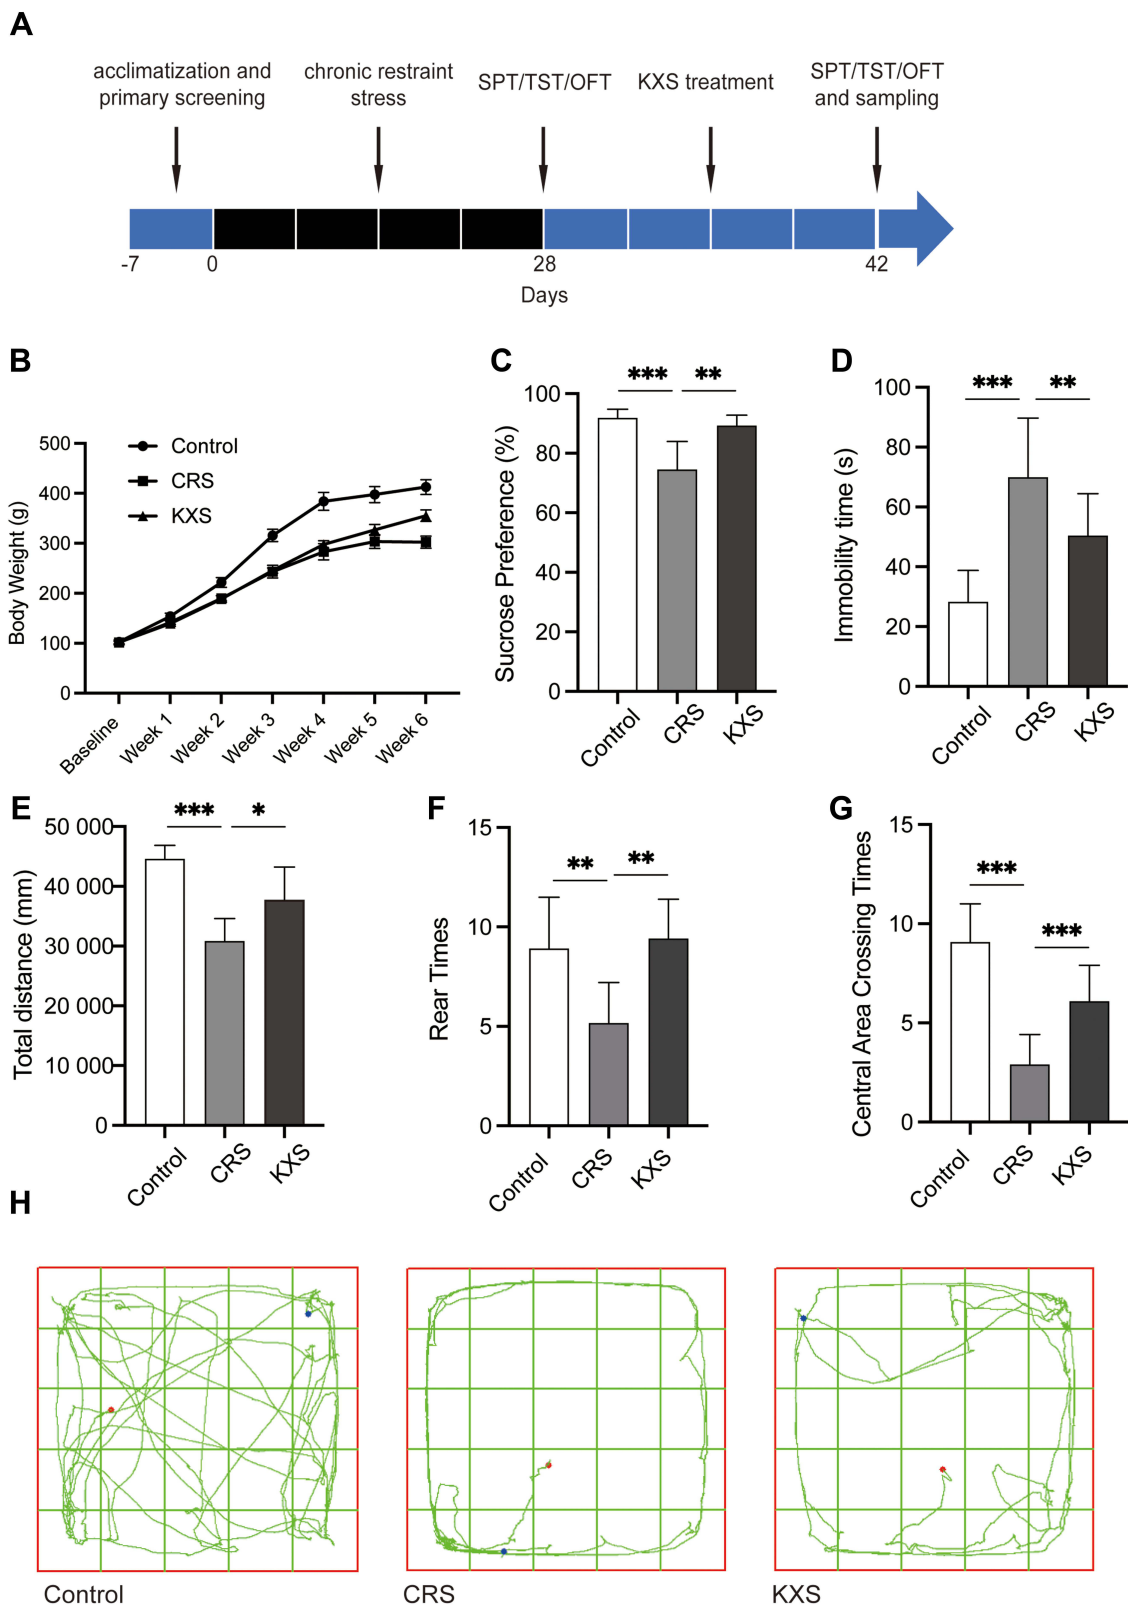 A
acclimatization and
primary screening
chronic restraint
stress
SPT/TST/OFT
KXS treatment
SPT/TST/OFT
and sampling
-7
0
28
42
Days
B
Body Weight (g)
500
400
300
200
100
0
Control
CRS
KXS
Baseline
Week 1
Week 2
Week 3
Week 4
Week 5
Week 6
C
Sucrose Preference (%)
100
80
60
40
20
0
***
**
Control
CRS
KXS
D
Immobility time (s)
100
80
60
40
20
0
***
**
Control
CRS
KXS
E
Total distance (mm)
50 000
40 000
30 000
20 000
10 000
0
***
*
Control
CRS
KXS
F
Rear Times
15
10
5
0
**
**
Control
CRS
KXS
G
Central Area Crossing Times
15
10
5
0
***
***
Control
CRS
KXS
H
Control
CRS
KXS